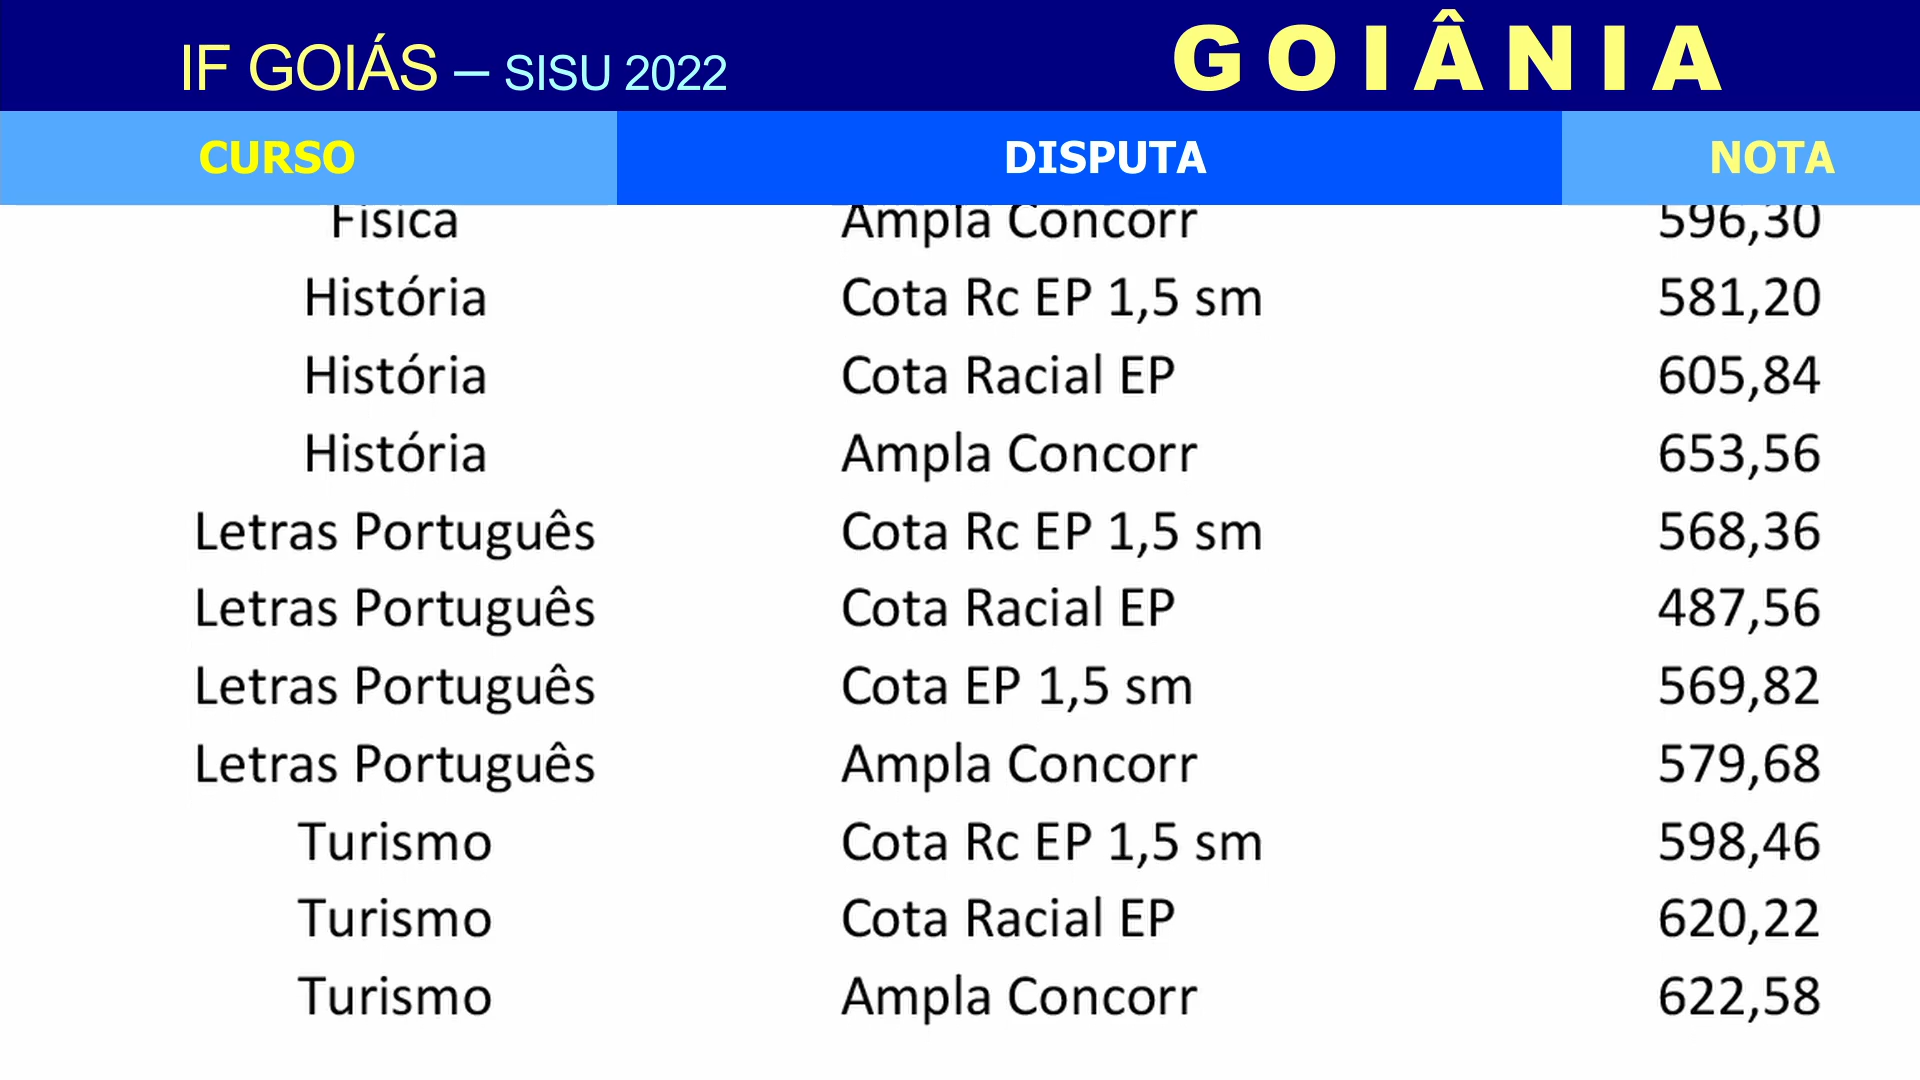 IF GOIÁS – SISU 2022 GOIÂNIA
CURSO DISPUTA NOTA
Física Ampla Concorr 596,30
História Cota Rc EP 1,5 sm 581,20
História Cota Racial EP 605,84
História Ampla Concorr 653,56
Letras Português Cota Rc EP 1,5 sm 568,36
Letras Português Cota Racial EP 487,56
Letras Português Cota EP 1,5 sm 569,82
Letras Português Ampla Concorr 579,68
Turismo Cota Rc EP 1,5 sm 598,46
Turismo Cota Racial EP 620,22
Turismo Ampla Concorr 622,58